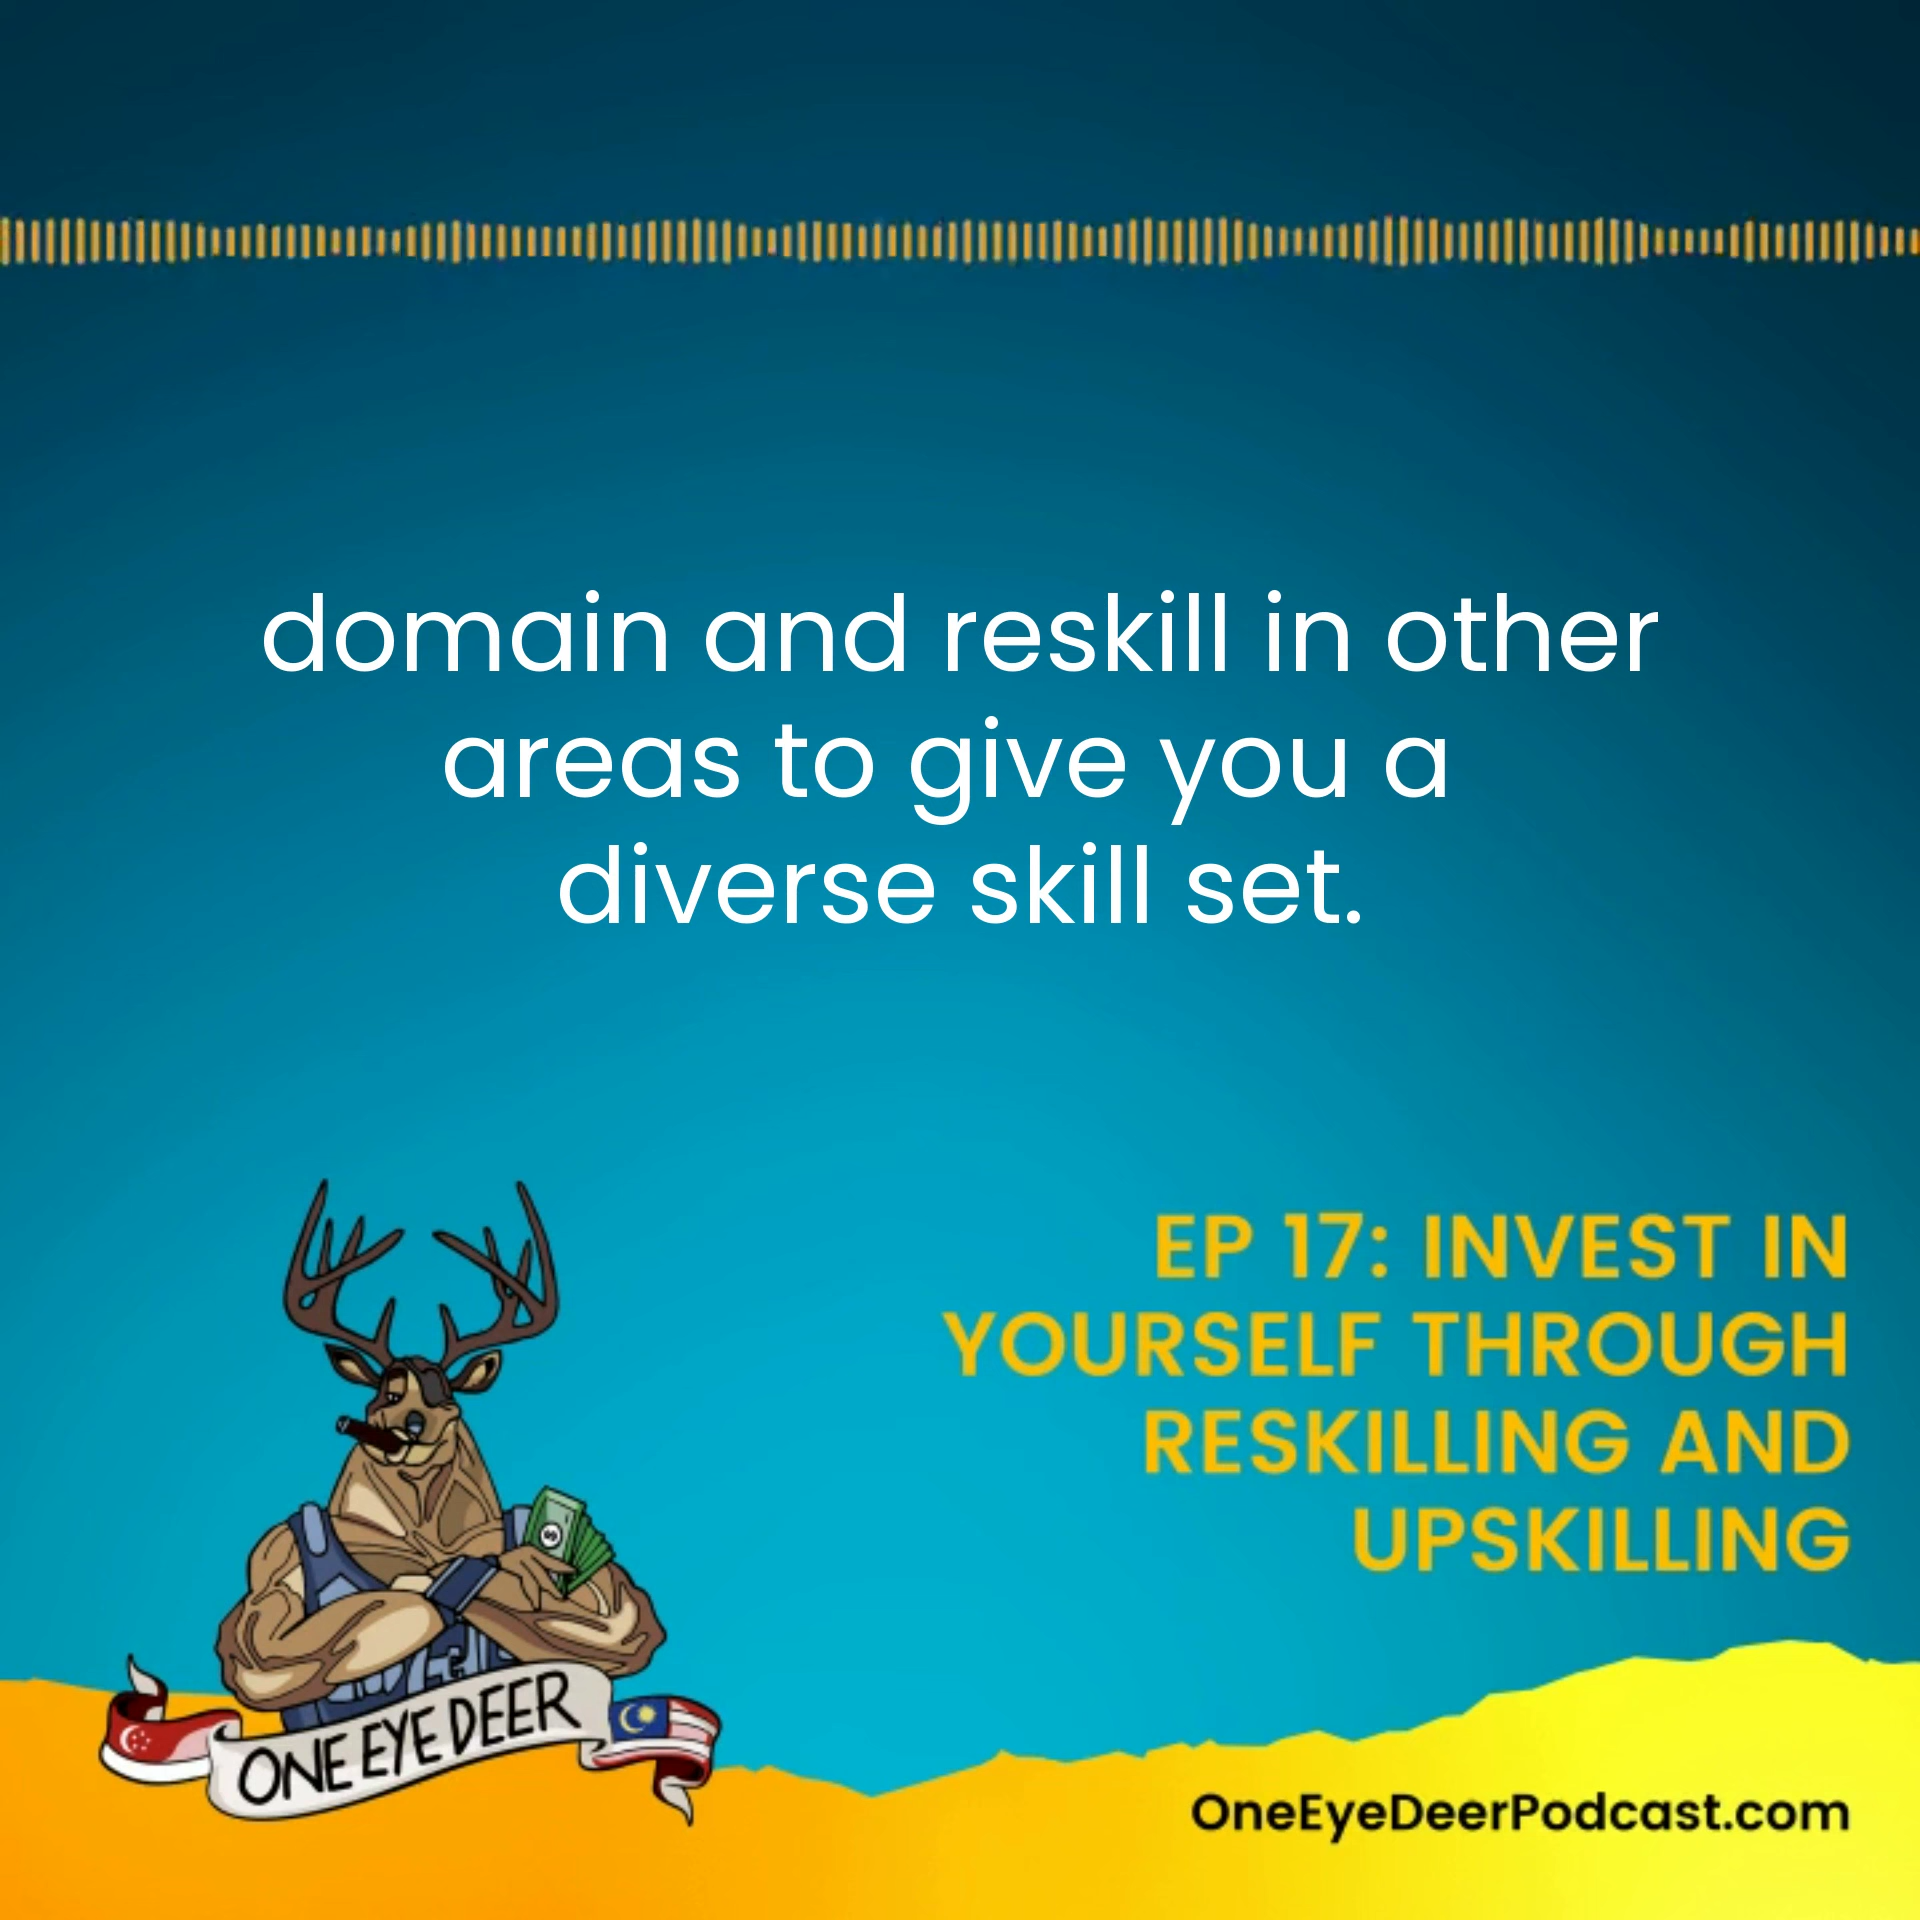 domain and reskill in other
areas to give you a
diverse skill set.
EP 17: INVEST IN
YOURSELF THROUGH
RESKILLING AND
UPSKILLING
ONE EYE DEER
OneEyeDeerPodcast.com